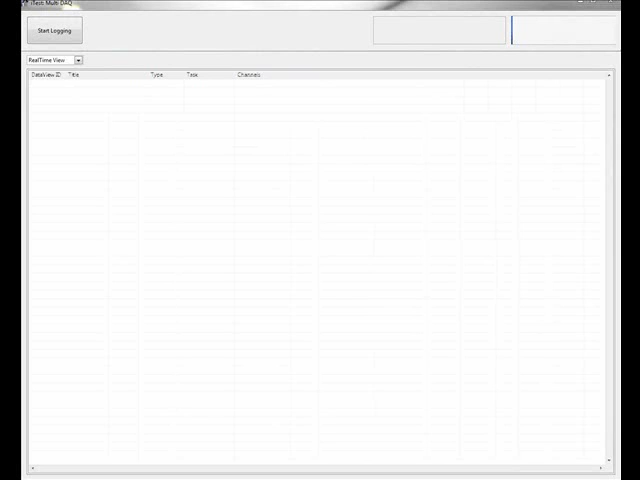 iTest: Multi DAQ
Start Logging
RealTime View
DataView ID Title Type Task Channels